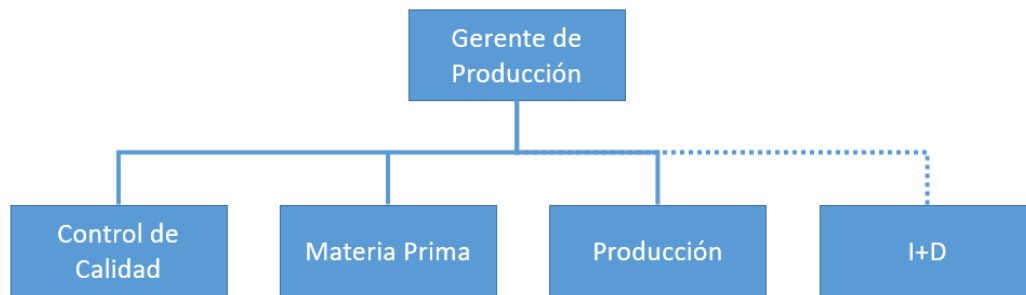 Gerente de
Producción
Control de
Calidad
Materia Prima
Producción
I+D